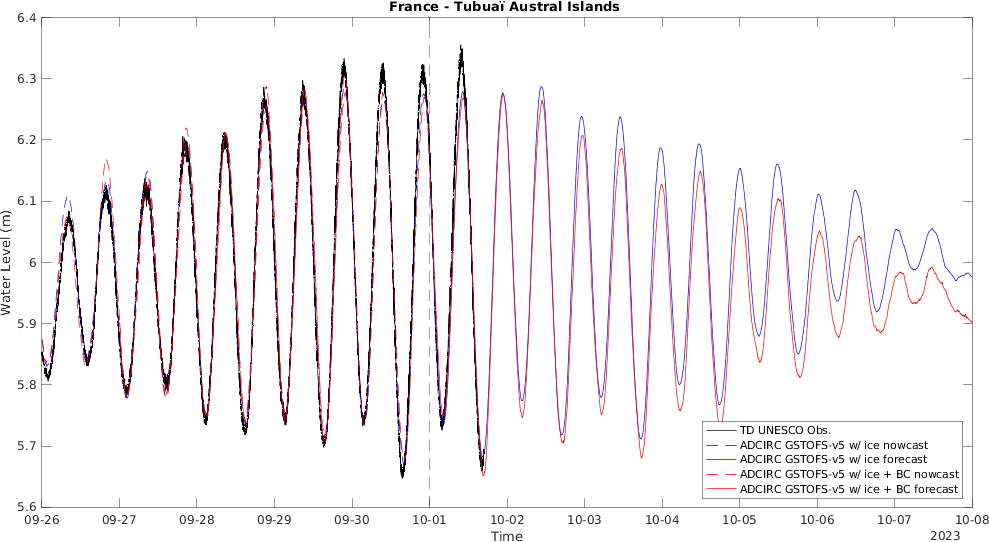 France - Tubuaï Austral Islands
6.4
6.3
6.2
6.1
6
5.9
5.8
5.7
5.6
Water Level (m)
TD UNESCO Obs.
ADCIRC GSTOFS-v5 w/ ice nowcast
ADCIRC GSTOFS-v5 w/ ice forecast
ADCIRC GSTOFS-v5 w/ ice + BC nowcast
ADCIRC GSTOFS-v5 w/ ice + BC forecast
09-26 09-27 09-28 09-29 09-30 10-01 10-02 10-03 10-04 10-05 10-06 10-07 10-08
Time
2023